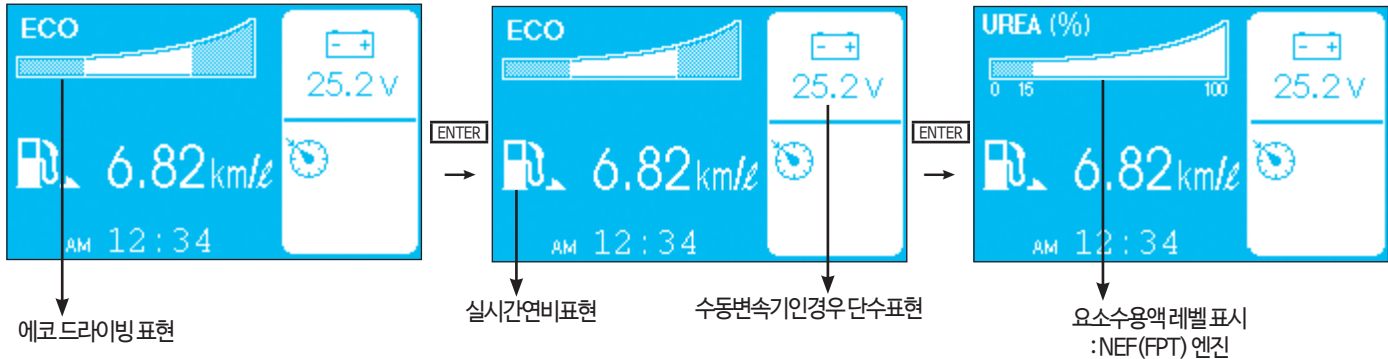 ECO
- +
25.2 v
6.82 km/ℓ
AM 12:34
ENTER
→
ECO
- +
25.2 v
6.82 km/ℓ
AM 12:34
ENTER
→
UREA (%)
0 15 100
- +
25.2 v
6.82 km/ℓ
AM 12:34
에코 드라이빙 표현
실시간연비표현
수동변속기인경우 단수표현
요소수용액 레벨 표시
: NEF(FPT) 엔진